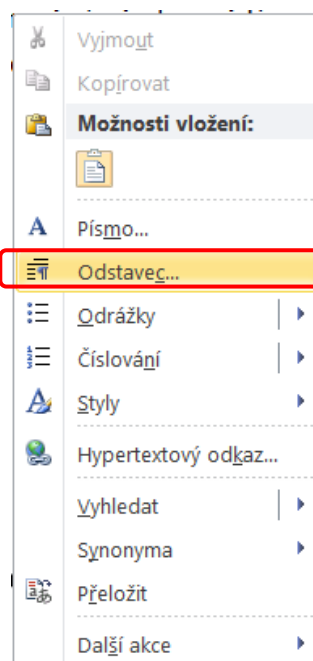 Vyjmout
Kopírovat
Možnosti vložení:
Písmo...
Odstavec...
Odrážky
Číslování
Styly
Hypertextový odkaz...
Vyhledat
Synonyma
Přeložit
Další akce